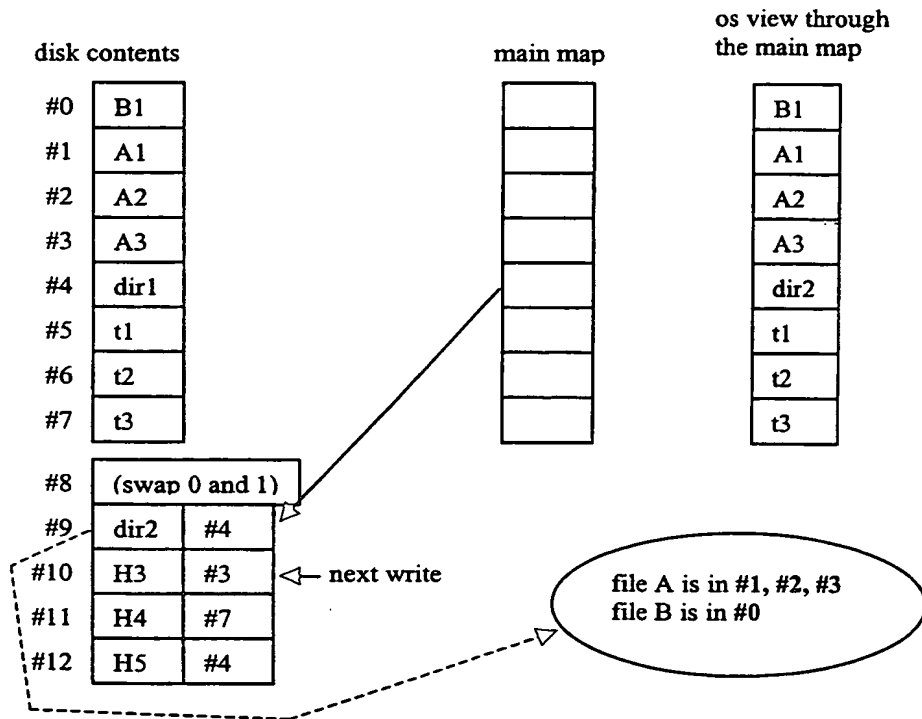 os view through
the main map
disk contents
main map
#0 B1 B1
#1 A1 A1
#2 A2 A2
#3 A3 A3
#4 dir1 dir2
#5 t1 t1
#6 t2 t2
#7 t3 t3
#8 (swap 0 and 1)
#9 dir2 #4
#10 H3 #3 next write
#11 H4 #7
#12 H5 #4
file A is in #1, #2, #3
file B is in #0